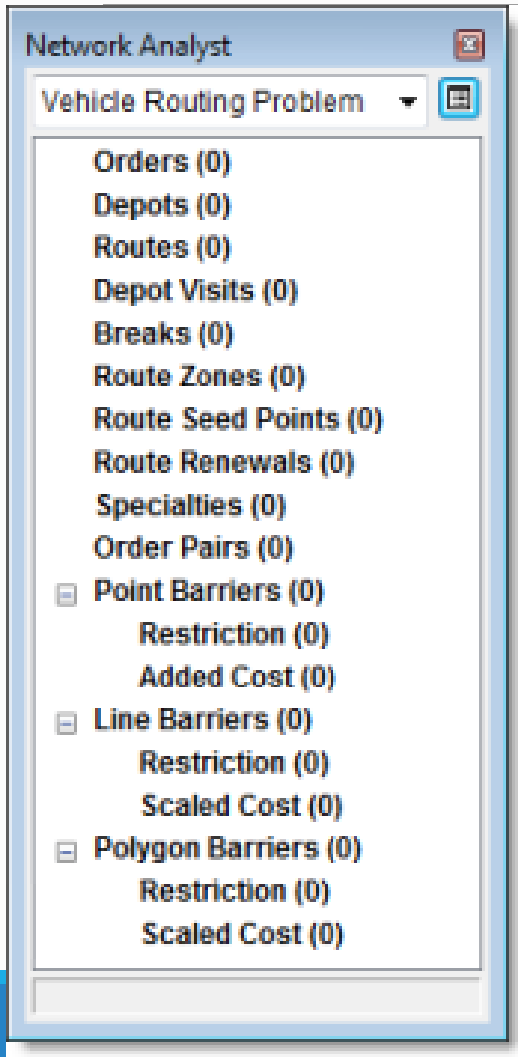 Network Analyst
Vehicle Routing Problem
Orders (0)
Depots (0)
Routes (0)
Depot Visits (0)
Breaks (0)
Route Zones (0)
Route Seed Points (0)
Route Renewals (0)
Specialties (0)
Order Pairs (0)
Point Barriers (0)
Restriction (0)
Added Cost (0)
Line Barriers (0)
Restriction (0)
Scaled Cost (0)
Polygon Barriers (0)
Restriction (0)
Scaled Cost (0)